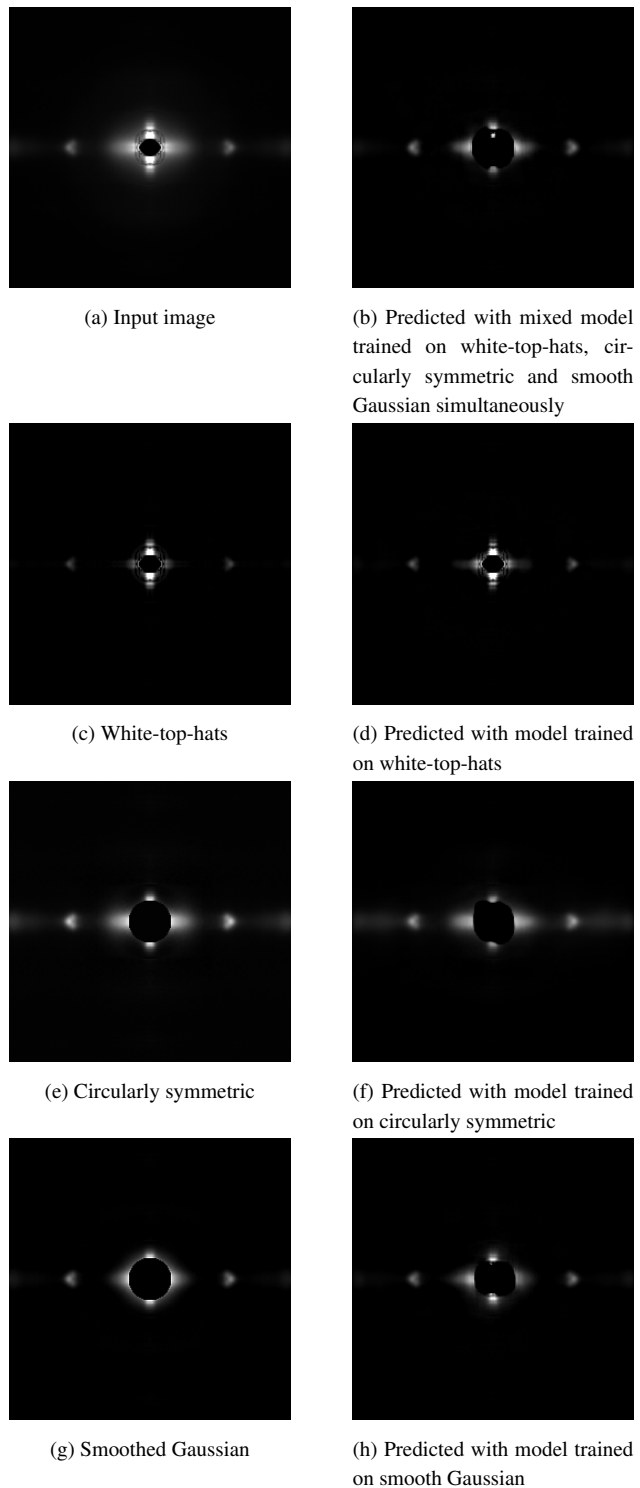 (a) Input image
(b) Predicted with mixed model
trained on white-top-hats, cir-
cularly symmetric and smooth
Gaussian simultaneously
(c) White-top-hats
(d) Predicted with model trained
on white-top-hats
(e) Circularly symmetric
(f) Predicted with model trained
on circularly symmetric
(g) Smoothed Gaussian
(h) Predicted with model trained
on smooth Gaussian